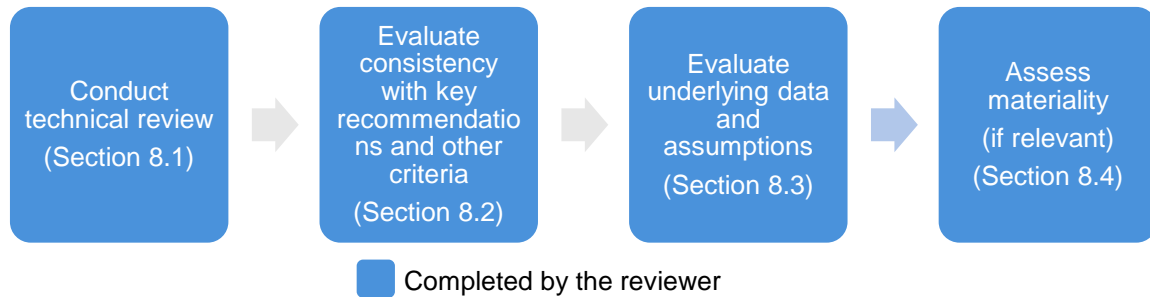 Conduct
technical review
(Section 8.1)
Evaluate
consistency
with key
recommendatio
ns and other
criteria
(Section 8.2)
Evaluate
underlying data
and
assumptions
(Section 8.3)
Assess
materiality
(if relevant)
(Section 8.4)
Completed by the reviewer